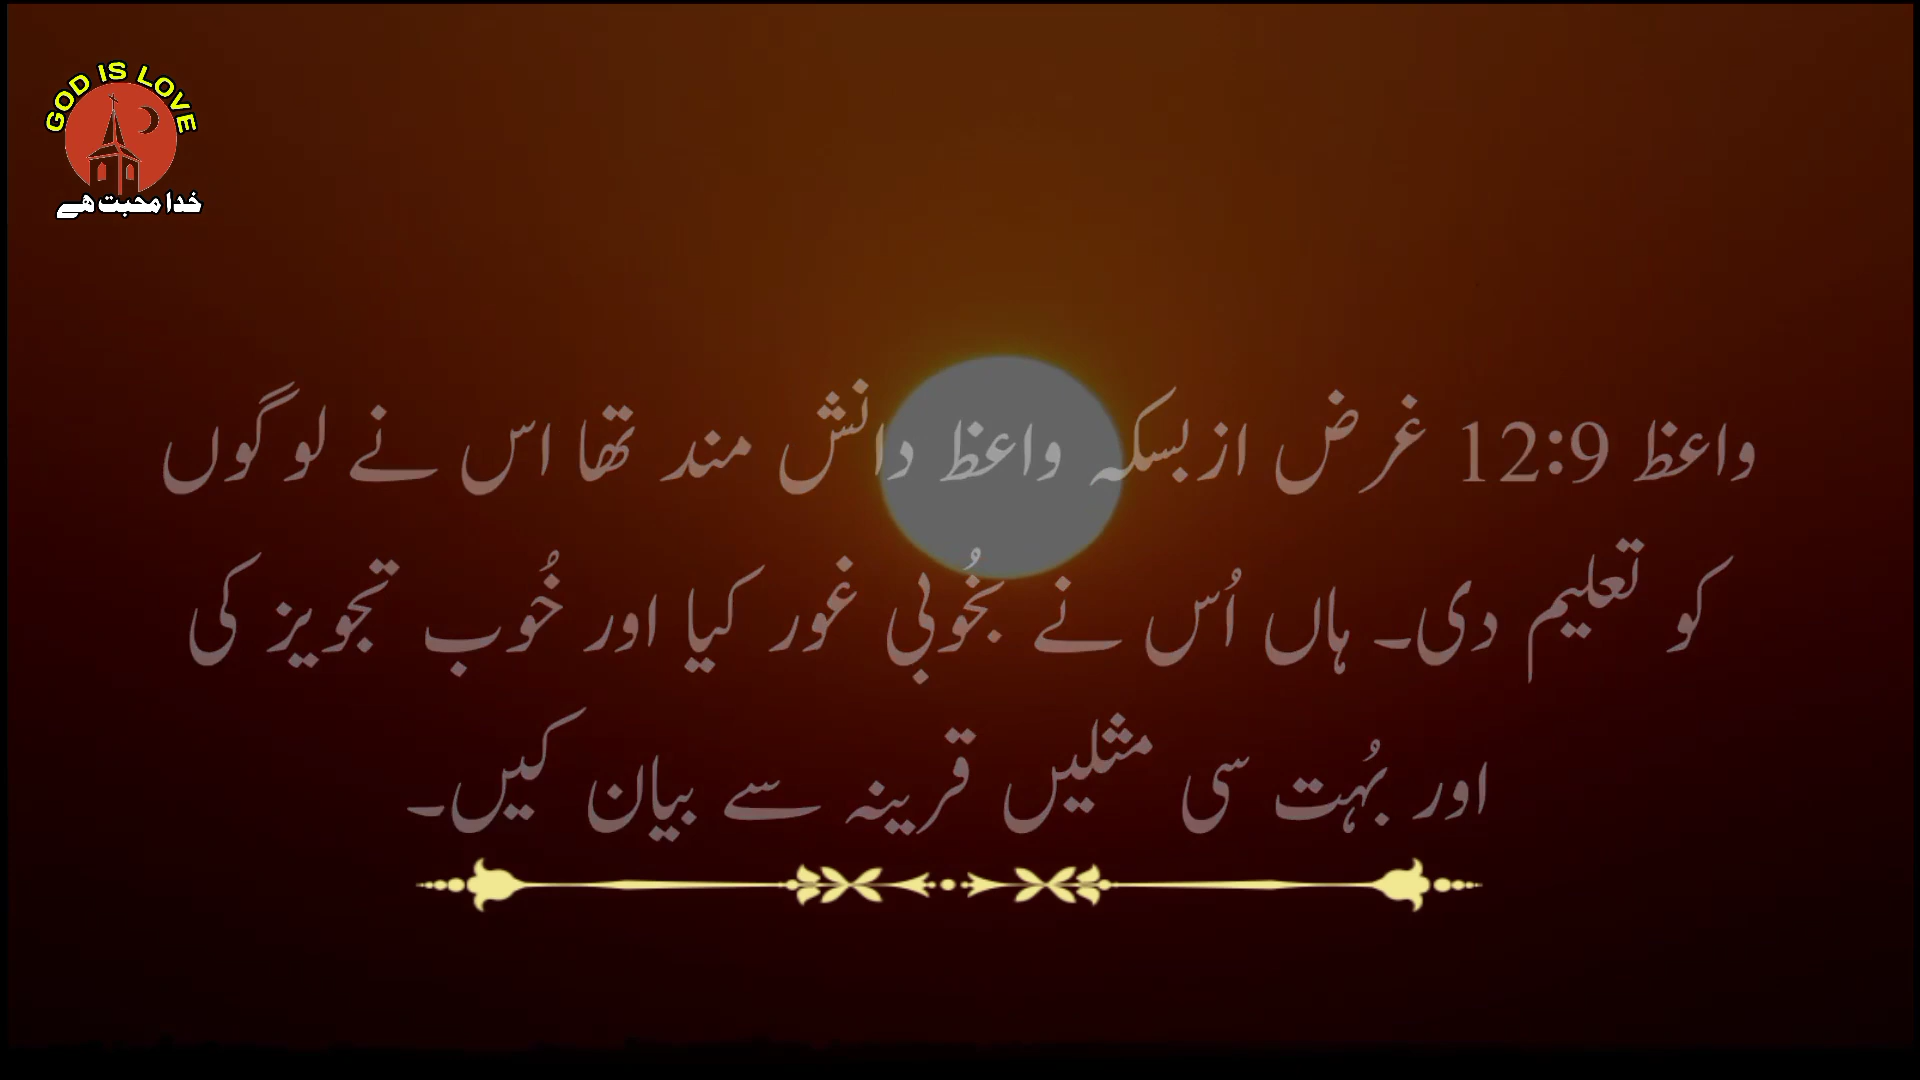 GOD IS LOVE
خدا محبت ھے
واعظ 12:9 غرض ازبسکہ واعظ دانش مند تھا اس نے لوگوں
کو تعلیم دی۔ ہاں اُس نے بخُوبی غور کیا اور خُوب تجویز کی
اور بُہت سی مثلیں قرینہ سے بیان کیں۔